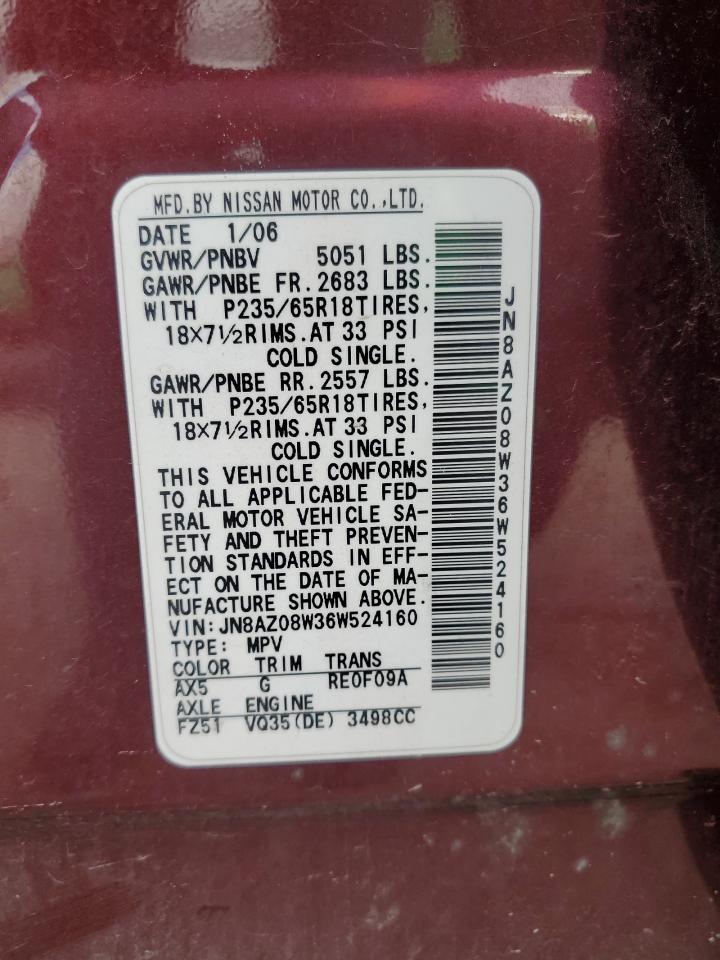 MFD.BY NISSAN MOTOR CO.,LTD.
DATE 1/06
GVWR/PNBV 5051 LBS.
GAWR/PNBE FR.2683 LBS.
WITH P235/65R18TIRES,
18X7½RIMS.AT 33 PSI
COLD SINGLE.
GAWR/PNBE RR.2557 LBS.
WITH P235/65R18TIRES,
18X7½RIMS.AT 33 PSI
COLD SINGLE.
THIS VEHICLE CONFORMS
TO ALL APPLICABLE FED-
ERAL MOTOR VEHICLE SA-
FETY AND THEFT PREVEN-
TION STANDARDS IN EFF-
ECT ON THE DATE OF MA-
NUFACTURE SHOWN ABOVE.
VIN:JN8AZ08W36W524160
TYPE: MPV
COLOR TRIM TRANS
AX5 G RE0F09A
AXLE ENGINE
FZ51 VQ35(DE) 3498CC
JN8AZ08W36W524160